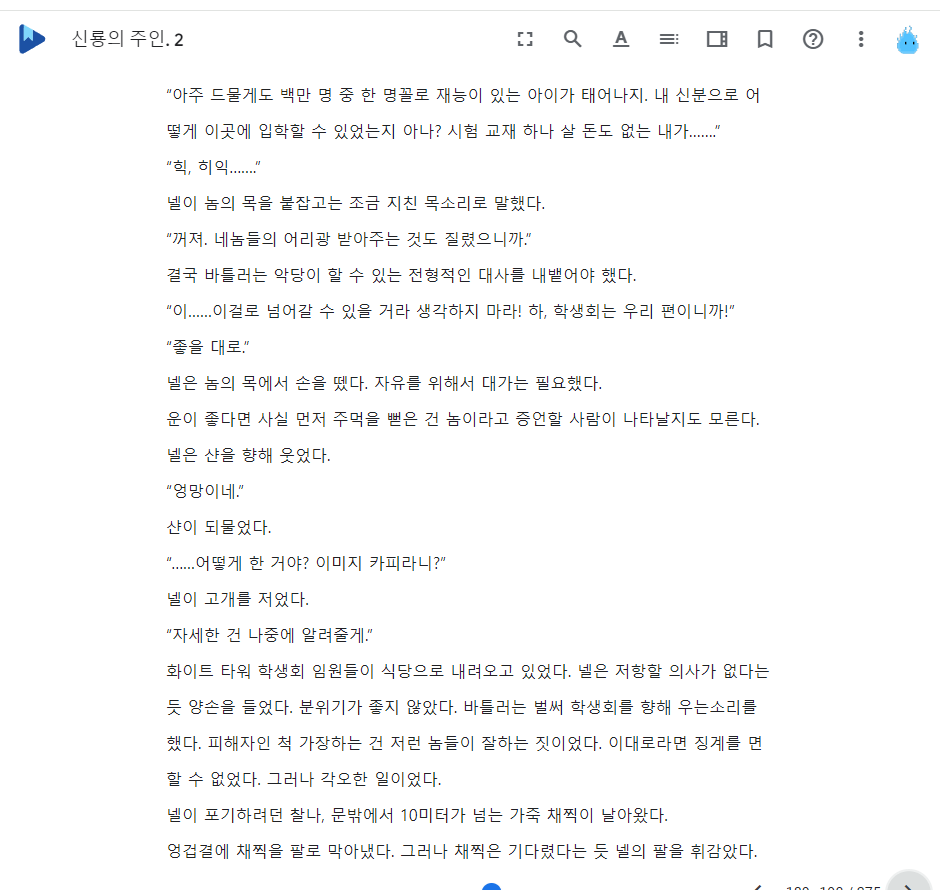 신룡의 주인. 2
“아주 드물게도 백만 명 중 한 명꼴로 재능이 있는 아이가 태어나지. 내 신분으로 어
떻게 이곳에 입학할 수 있었는지 아나? 시험 교재 하나 살 돈도 없는 내가…….”
“힉, 히익…….”
넬이 놈의 목을 붙잡고는 조금 지친 목소리로 말했다.
“꺼져. 네놈들의 어리광 받아주는 것도 질렸으니까.”
결국 바틀러는 악당이 할 수 있는 전형적인 대사를 내뱉어야 했다.
“이……이걸로 넘어갈 수 있을 거라 생각하지 마라! 하, 학생회는 우리 편이니까!”
“좋을 대로.”
넬은 놈의 목에서 손을 뗐다. 자유를 위해서 대가는 필요했다.
운이 좋다면 사실 먼저 주먹을 뻗은 건 놈이라고 증언할 사람이 나타날지도 모른다.
넬은 샨을 향해 웃었다.
“엉망이네.”
샨이 되물었다.
“……어떻게 한 거야? 이미지 카피라니?”
넬이 고개를 저었다.
“자세한 건 나중에 알려줄게.”
화이트 타워 학생회 임원들이 식당으로 내려오고 있었다. 넬은 저항할 의사가 없다는
듯 양손을 들었다. 분위기가 좋지 않았다. 바틀러는 벌써 학생회를 향해 우는소리를
했다. 피해자인 척 가장하는 건 저런 놈들이 잘하는 짓이었다. 이대로라면 징계를 면
할 수 없었다. 그러나 각오한 일이었다.
넬이 포기하려던 찰나, 문밖에서 10미터가 넘는 가죽 채찍이 날아왔다.
엉겁결에 채찍을 팔로 막아냈다. 그러나 채찍은 기다렸다는 듯 넬의 팔을 휘감았다.